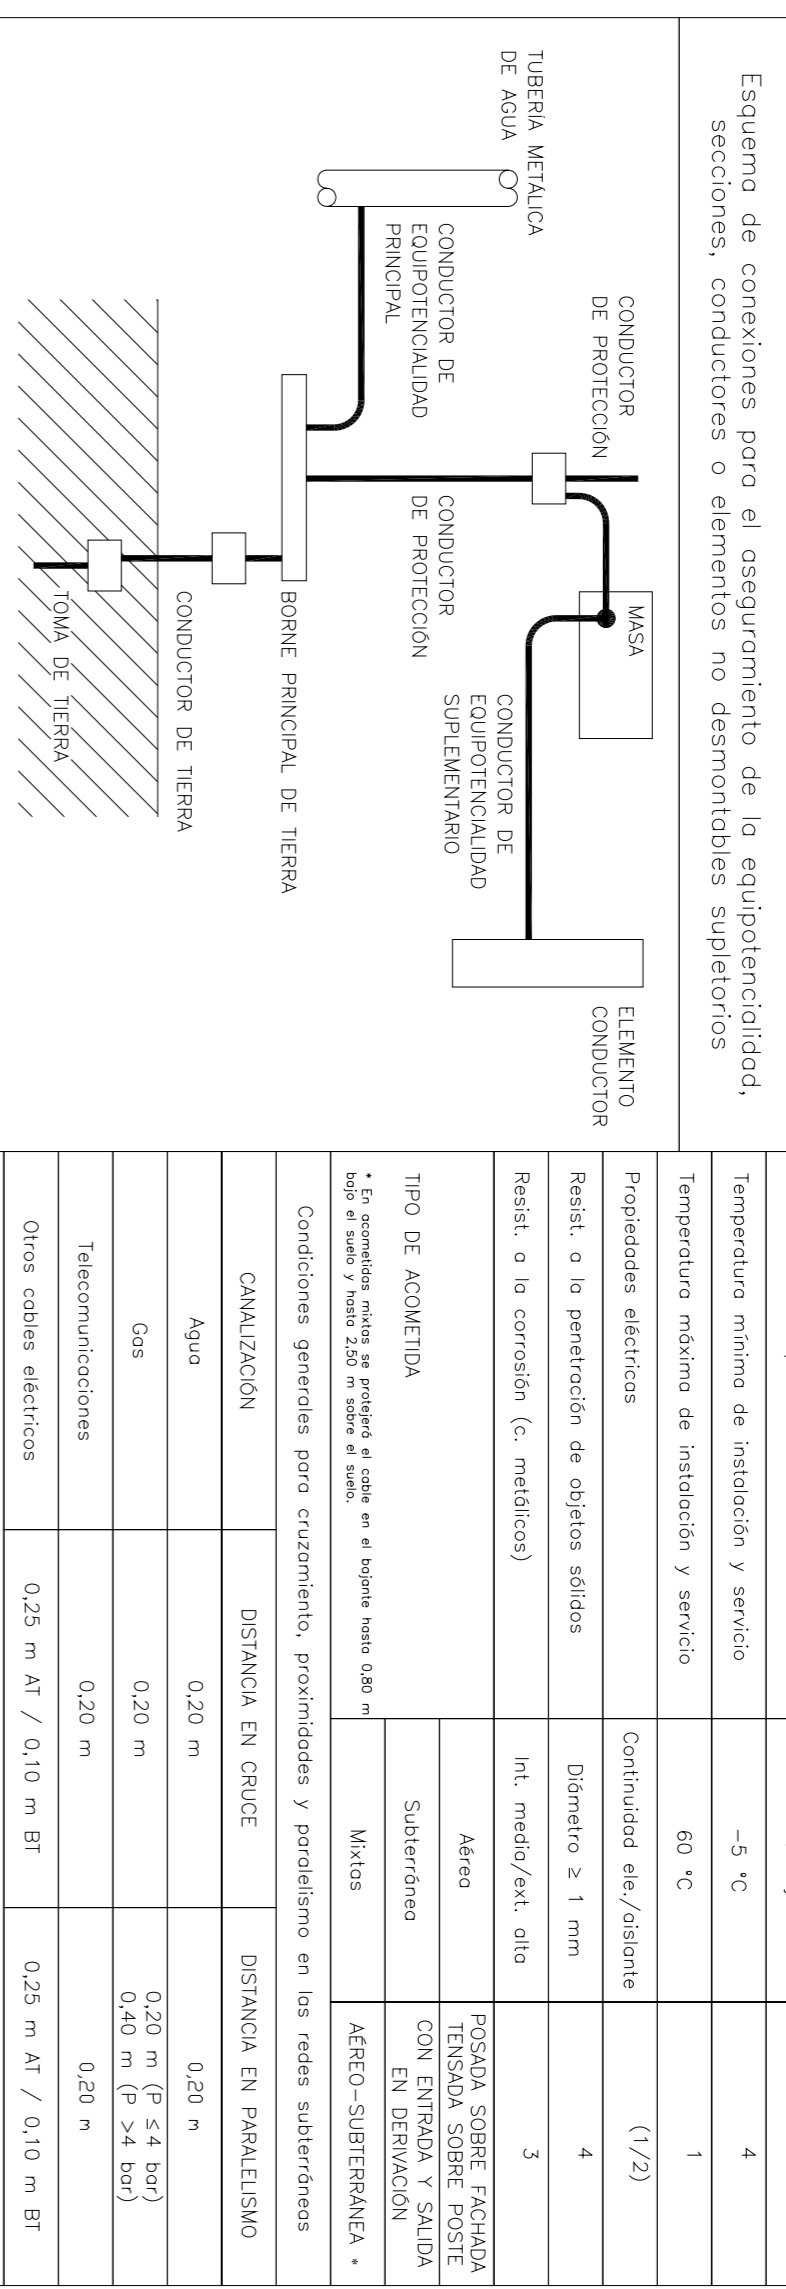 Esquema de conexiones para el aseguramiento de la equipotencialidad,
secciones, conductores o elementos no desmontables supletorios
CONDUCTOR
DE PROTECCIÓN
MASA
ELEMENTO
CONDUCTOR
TUBERÍA METÁLICA
DE AGUA
CONDUCTOR DE
EQUIPOTENCIALIDAD
PRINCIPAL
CONDUCTOR
DE PROTECCIÓN
CONDUCTOR DE
EQUIPOTENCIALIDAD
SUPLEMENTARIO
BORNE PRINCIPAL DE TIERRA
CONDUCTOR DE TIERRA
TOMA DE TIERRA
Temperatura mínima de instalación y servicio -5 °C 4
Temperatura máxima de instalación y servicio 60 °C 1
Propiedades eléctricas Continuidad ele./aislante (1/2)
Resist. a la penetración de objetos sólidos Diámetro ≥ 1 mm 4
Resist. a la corrosión (c. metálicos) Int. media/ext. alta 3
TIPO DE ACOMETIDA
Aérea
POSADA SOBRE FACHADA
TENSADA SOBRE POSTE
Subterránea
CON ENTRADA Y SALIDA
EN DERIVACIÓN
Mixtas
AÉREO-SUBTERRÁNEA *
* En acometidas mixtas se protejerá el cable en el bajante hasta 0,80 m
bajo el suelo y hasta 2,50 m sobre el suelo.
Condiciones generales para cruzamiento, proximidades y paralelismo en las redes subterráneas
CANALIZACIÓN DISTANCIA EN CRUCE DISTANCIA EN PARALELISMO
Agua 0,20 m 0,20 m
Gas 0,20 m
0,20 m (P ≤4 bar)
0,40 m (P >4 bar)
Telecomunicaciones 0,20 m 0,20 m
Otros cables eléctricos 0,25 m AT / 0,10 m BT 0,25 m AT / 0,10 m BT